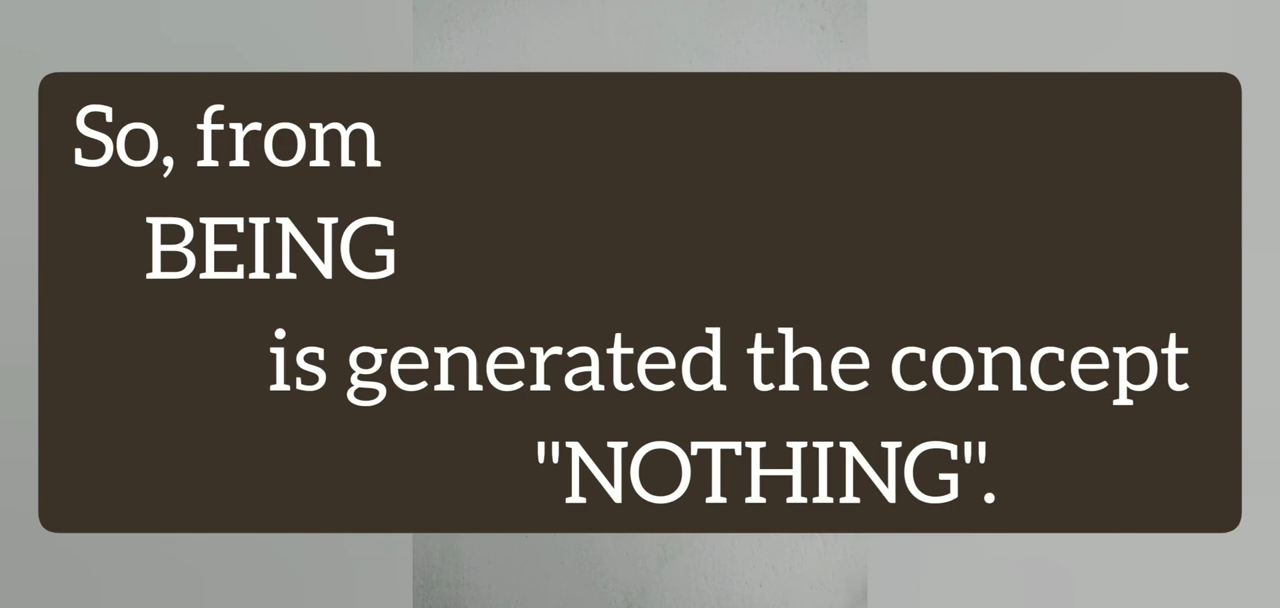 So, from
BEING
is generated the concept
"NOTHING".